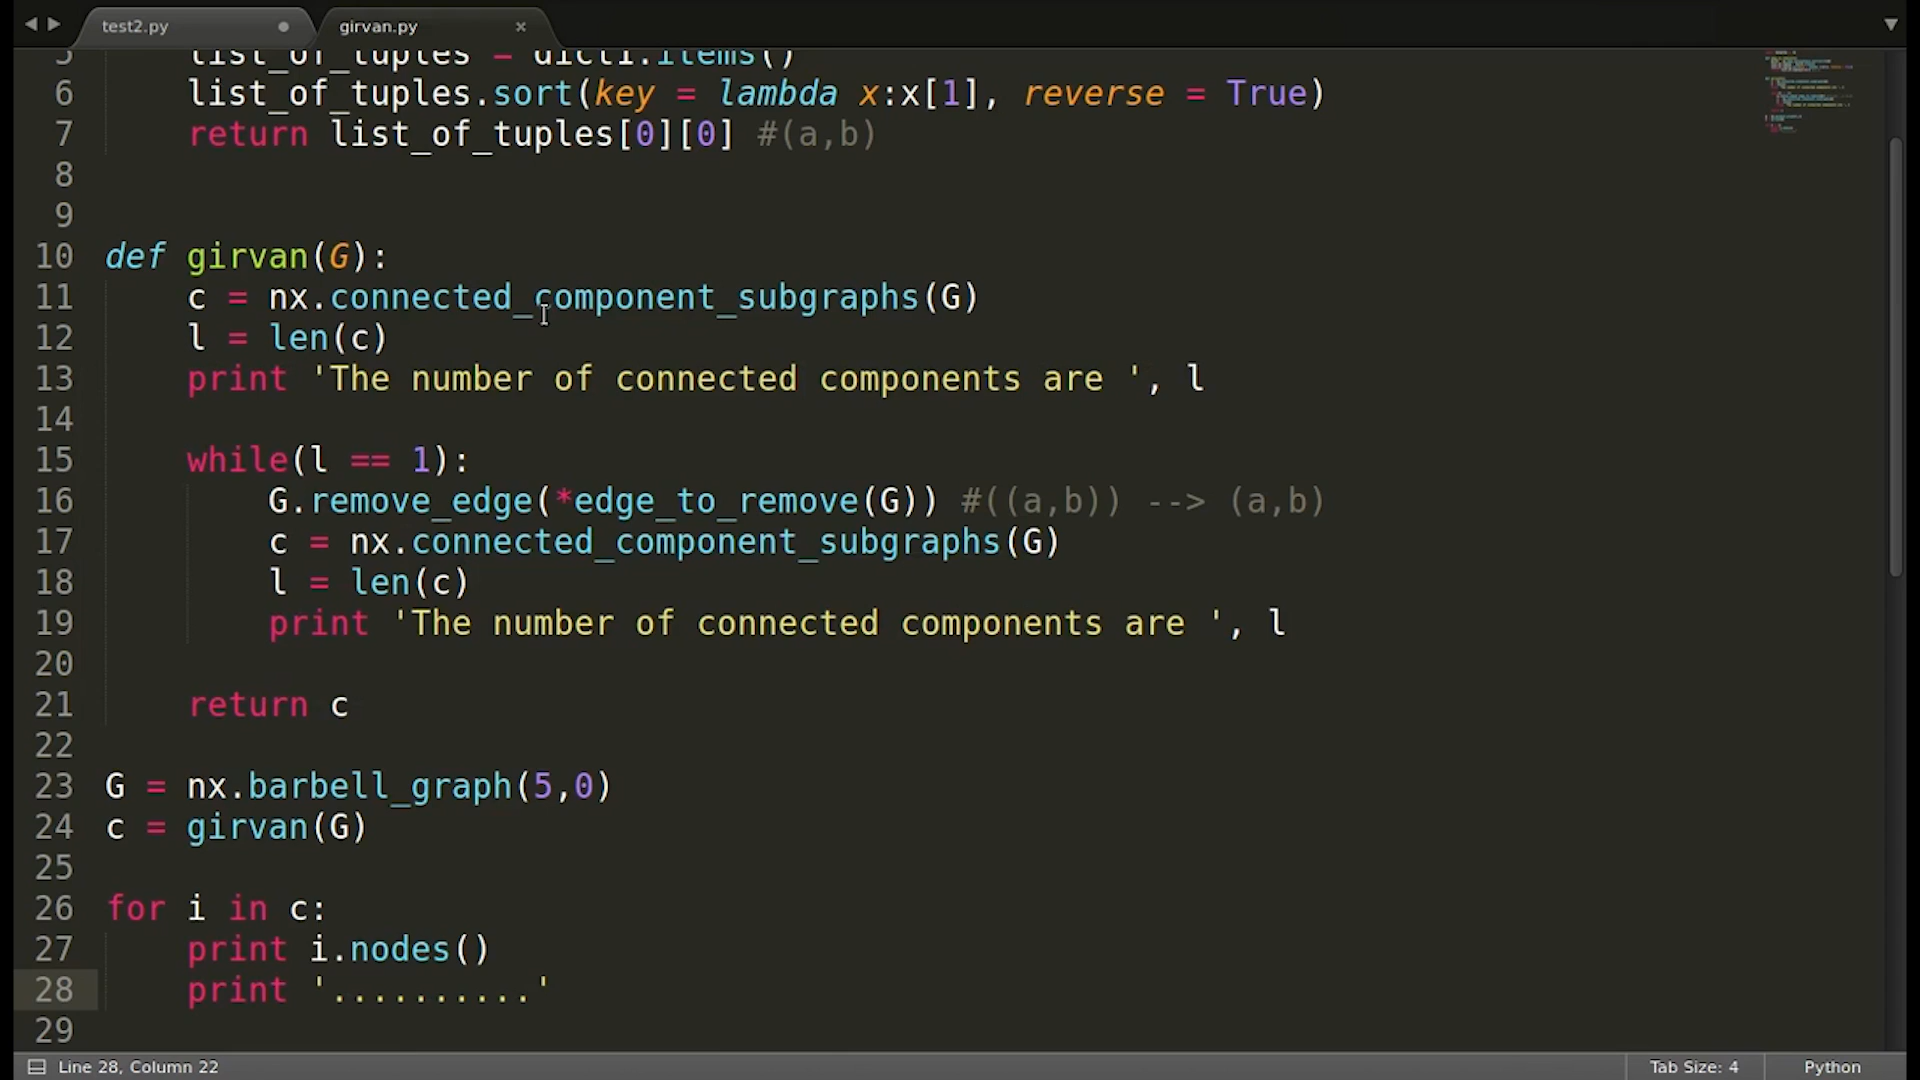 test2.py
girvan.py ×
5 list_of_tuples = dict1.items()
6 list_of_tuples.sort(key = lambda x:x[1], reverse = True)
7 return list_of_tuples[0][0] #(a,b)
8
9
10 def girvan(G):
11 c = nx.connected_component_subgraphs(G)
12 l = len(c)
13 print 'The number of connected components are ', l
14
15 while(l == 1):
16 G.remove_edge(*edge_to_remove(G)) #((a,b)) --> (a,b)
17 c = nx.connected_component_subgraphs(G)
18 l = len(c)
19 print 'The number of connected components are ', l
20
21 return c
22
23 G = nx.barbell_graph(5,0)
24 c = girvan(G)
25
26 for i in c:
27 print i.nodes()
28 print '..........'
29
Line 28, Column 22
Tab Size: 4
Python